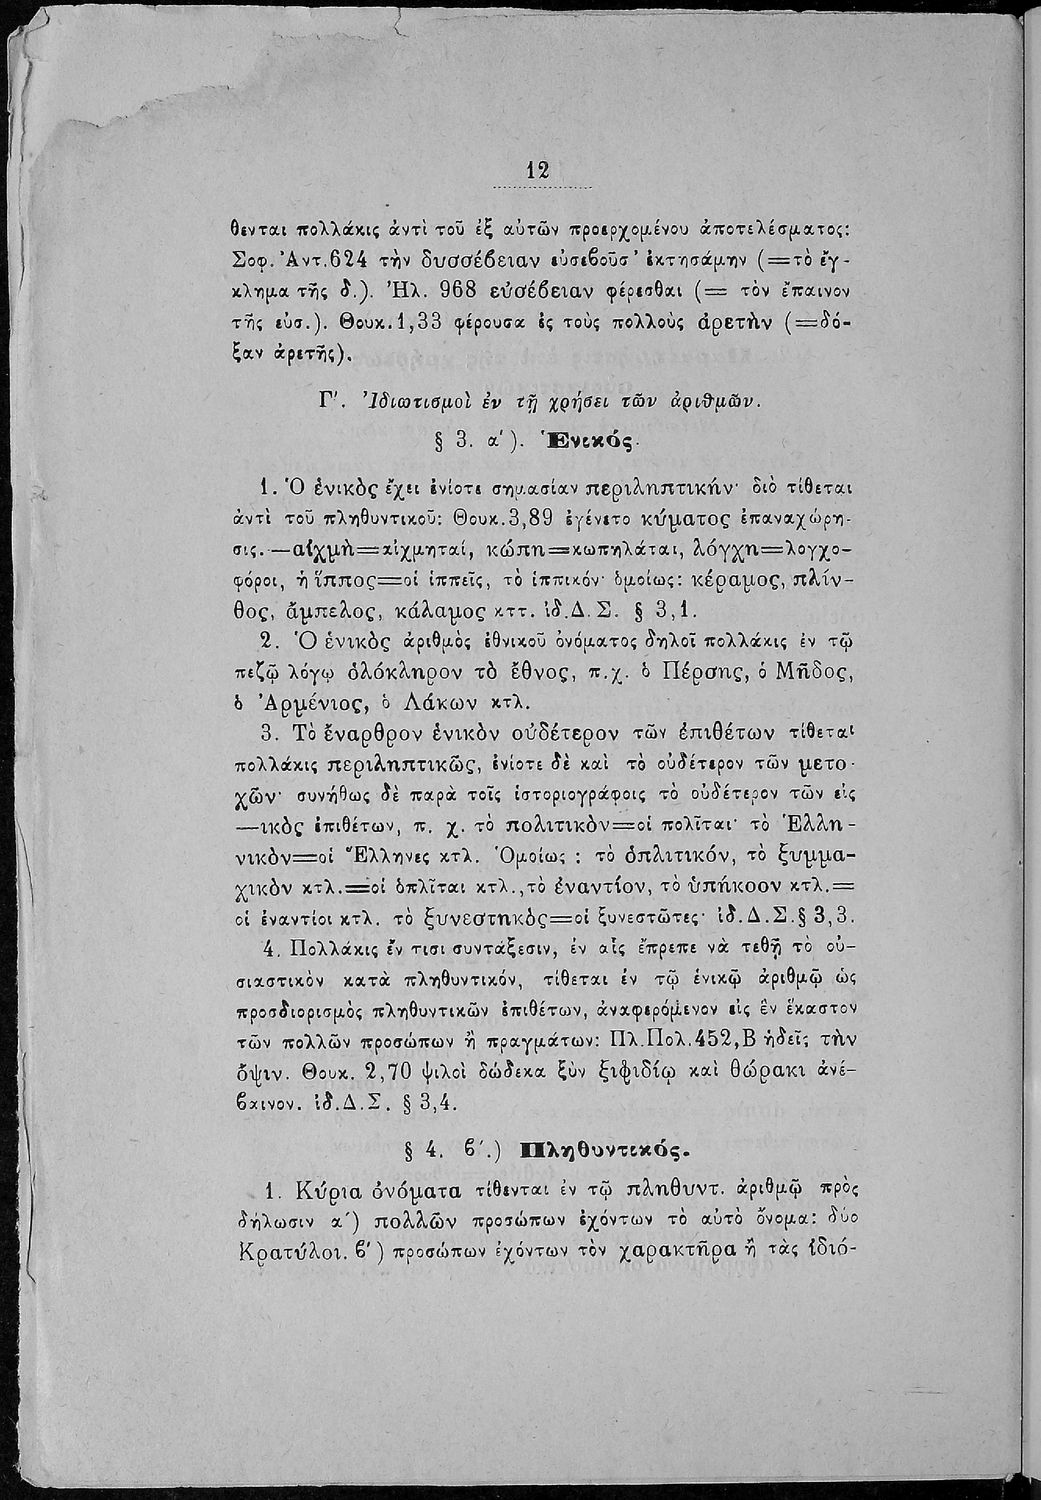 12
θενται πολλάκις ἀντὶ τοῦ ἐξ αὐτῶν προερχομένου ἀποτελέσματος:
Σοφ. Ἀντ.624 τὴν δυσσέβειαν εὐσεβοῦσ' ἐκτησάμην (=τὸ ἔγ-
κλημα τῆς δ.). Ἠλ. 968 εὐσέβειαν φέρεσθαι (= τὸν ἔπαινον
τῆς εὐσ.). Θουκ.1,33 φέρουσα ἐς τοὺς πολλοὺς ἀρετὴν (=δό-
ξαν ἀρετῆς).
Γ'. Ἰδιωτισμοὶ ἐν τῇ χρήσει τῶν ἀριθμῶν.
§ 3. α'). Ἑνικός.
1. Ὁ ἑνικὸς ἔχει ἐνίοτε σημασίαν περιληπτικήν· διὸ τίθεται
ἀντὶ τοῦ πληθυντικοῦ: Θουκ.3,89 ἐγένετο κύματος ἐπαναχώρη-
σις.—αἰχμὴ=αἰχμηταί, κώπη=κωπηλάται, λόγχη=λογχο-
φόροι, ἡ ἵππος=οἱ ἱππεῖς, τὸ ἱππικόν· ὁμοίως: κέραμος, πλίν-
θος, ἄμπελος, κάλαμος κττ. ἰδ.Δ.Σ. § 3,1.
2. Ὁ ἑνικὸς ἀριθμὸς ἐθνικοῦ ὀνόματος δηλοῖ πολλάκις ἐν τῷ
πεζῷ λόγῳ ὁλόκληρον τὸ ἔθνος, π.χ. ὁ Πέρσης, ὁ Μῆδος,
ὁ Ἀρμένιος, ὁ Λάκων κτλ.
3. Τὸ ἔναρθρον ἑνικὸν οὐδέτερον τῶν ἐπιθέτων τίθεται
πολλάκις περιληπτικῶς, ἐνίοτε δὲ καὶ τὸ οὐδέτερον τῶν μετο-
χῶν· συνήθως δὲ παρὰ τοῖς ἱστοριογράφοις τὸ οὐδέτερον τῶν εἰς
—ικὸς ἐπιθέτων, π. χ. τὸ πολιτικὸν=οἱ πολῖται· τὸ Ἑλλη-
νικὸν=οἱ Ἕλληνες κτλ. Ὁμοίως : τὸ ὁπλιτικόν, τὸ ξυμμα-
χικὸν κτλ.=οἱ ὁπλῖται κτλ.,τὸ ἐναντίον, τὸ ὑπήκοον κτλ.=
οἱ ἐναντίοι κτλ. τὸ ξυνεστηκὸς=οἱ ξυνεστῶτες· ἰδ.Δ.Σ.§ 3,3.
4. Πολλάκις ἔν τισι συντάξεσιν, ἐν αἷς ἔπρεπε νὰ τεθῇ τὸ οὐ-
σιαστικὸν κατὰ πληθυντικόν, τίθεται ἐν τῷ ἑνικῷ ἀριθμῷ ὡς
προσδιορισμὸς πληθυντικῶν ἐπιθέτων, ἀναφερόμενον εἰς ἓν ἕκαστον
τῶν πολλῶν προσώπων ἢ πραγμάτων: Πλ.Πολ.452,Β ἡδεῖς τὴν
ὄψιν. Θουκ. 2,70 ψιλοὶ δώδεκα ξὺν ξιφιδίῳ καὶ θώρακι ἀνέ-
βαινον. ἰδ.Δ.Σ. § 3,4.
§ 4. β'.) Πληθυντικός.
1. Κύρια ὀνόματα τίθενται ἐν τῷ πληθυντ. ἀριθμῷ πρὸς
δήλωσιν α') πολλῶν προσώπων ἐχόντων τὸ αὐτὸ ὄνομα: δύο
Κρατύλοι. β') προσώπων ἐχόντων τὸν χαρακτῆρα ἢ τὰς ἰδιό-